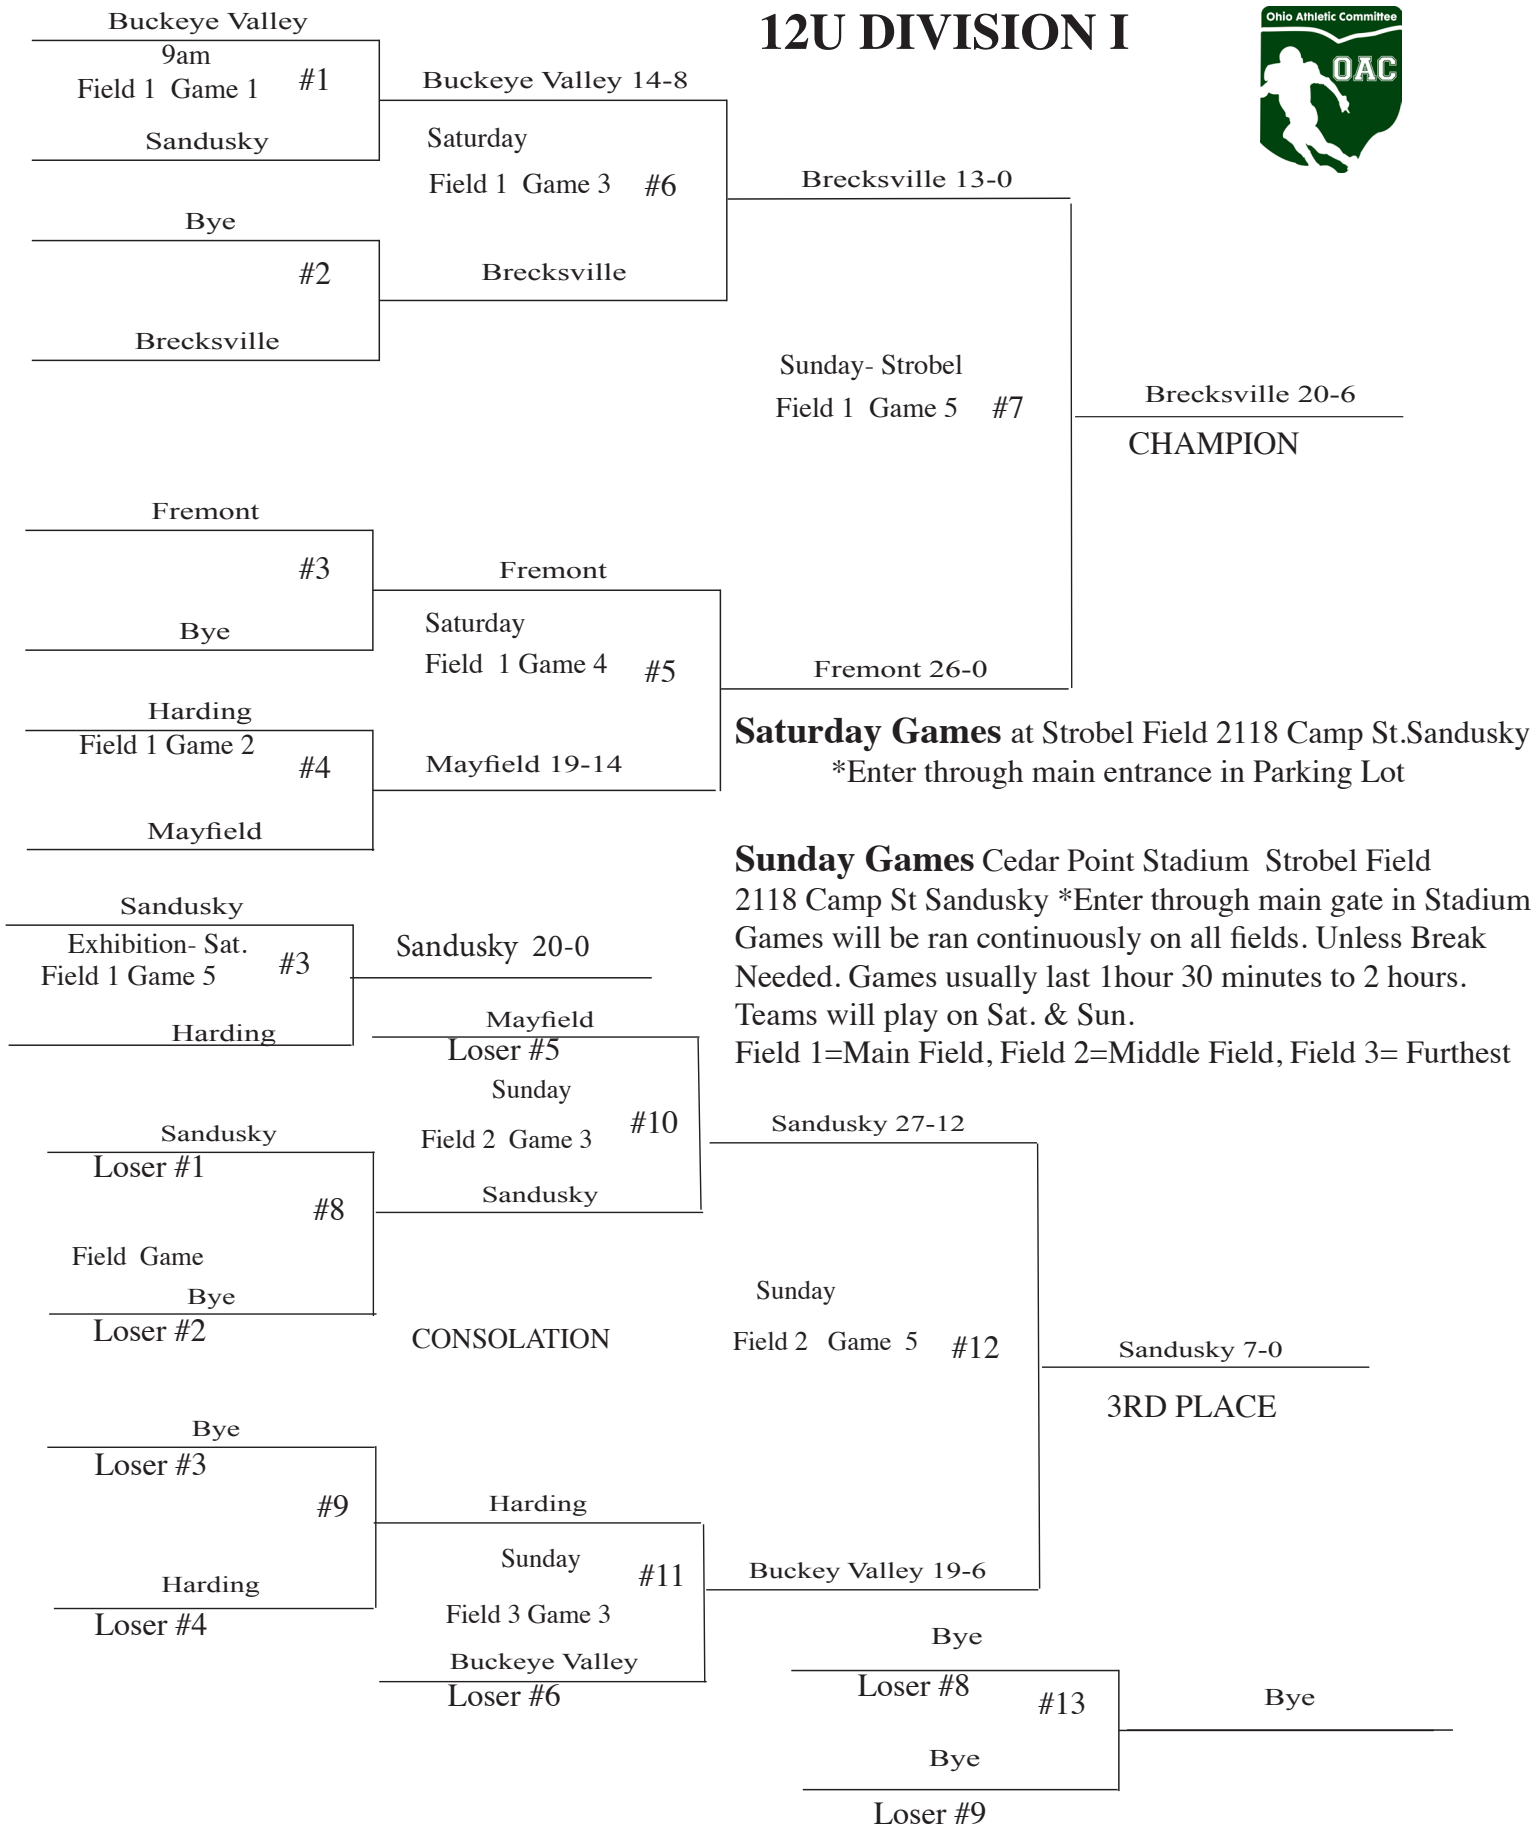 12U DIVISION I
Ohio Athletic Committee
OAC
Buckeye Valley
9am
Field 1 Game 1 #1
Sandusky
Buckeye Valley 14-8
Saturday
Field 1 Game 3 #6
Bye
#2
Brecksville
Brecksville
Brecksville 13-0
Sunday- Strobel
Field 1 Game 5 #7
Brecksville 20-6
CHAMPION
Fremont
#3
Bye
Fremont
Saturday
Field 1 Game 4 #5
Fremont 26-0
Harding
Field 1 Game 2
#4
Mayfield
Mayfield 19-14
Saturday Games at Strobel Field 2118 Camp St.Sandusky
*Enter through main entrance in Parking Lot
Sunday Games Cedar Point Stadium Strobel Field
2118 Camp St Sandusky *Enter through main gate in Stadium
Games will be ran continuously on all fields. Unless Break
Needed. Games usually last 1hour 30 minutes to 2 hours.
Teams will play on Sat. & Sun.
Field 1=Main Field, Field 2=Middle Field, Field 3= Furthest
Sandusky
Exhibition- Sat.
Field 1 Game 5 #3
Harding
Sandusky 20-0
Mayfield
Loser #5
Sunday
Field 2 Game 3 #10
Sandusky
Sandusky
Loser #1
#8
Field Game
Bye
Loser #2
CONSOLATION
Sandusky 27-12
Sunday
Field 2 Game 5 #12
Sandusky 7-0
3RD PLACE
Bye
Loser #3
#9
Harding
Loser #4
Harding
Sunday
#11
Field 3 Game 3
Buckeye Valley
Loser #6
Buckey Valley 19-6
Bye
Loser #8
#13
Bye
Loser #9
Bye